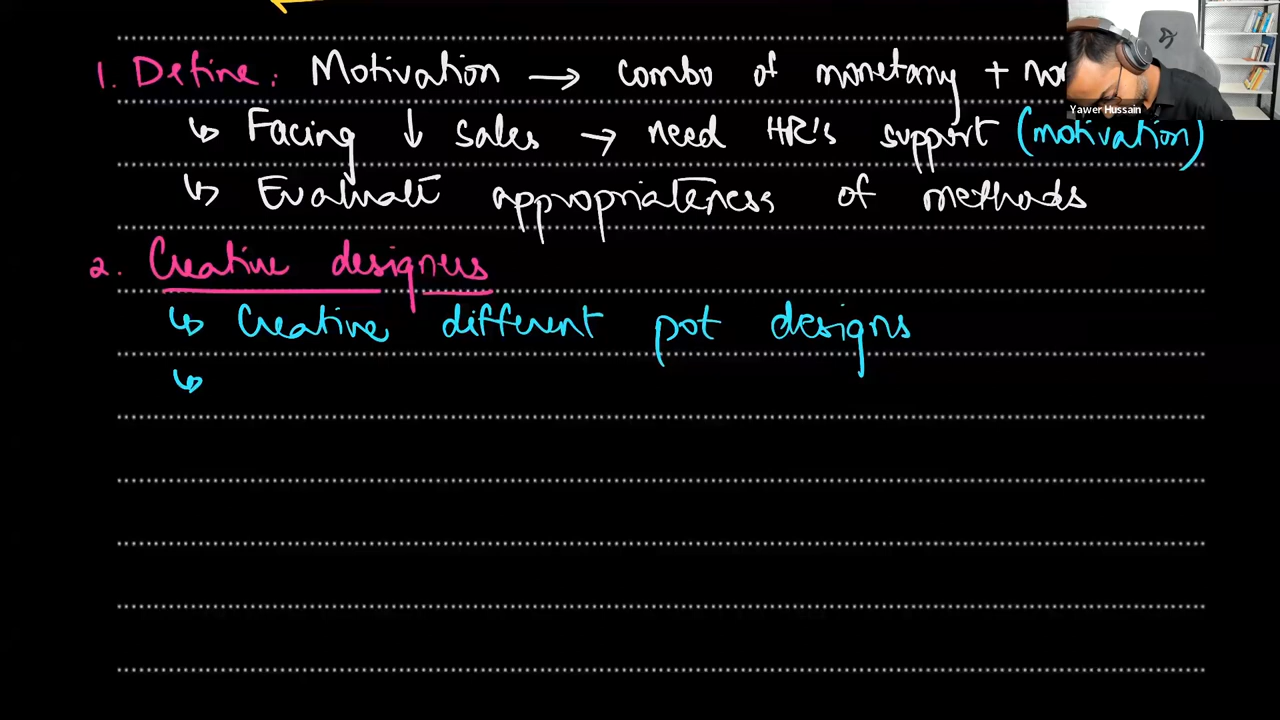 1. Define: Motivation → combo of monetary +
↳ Facing ↓ sales → need HR's support (motivation)
↳ Evaluate appropriateness of methods
2. Creative designers
↳ Creative different pot designs
↳
Yawer Hussain